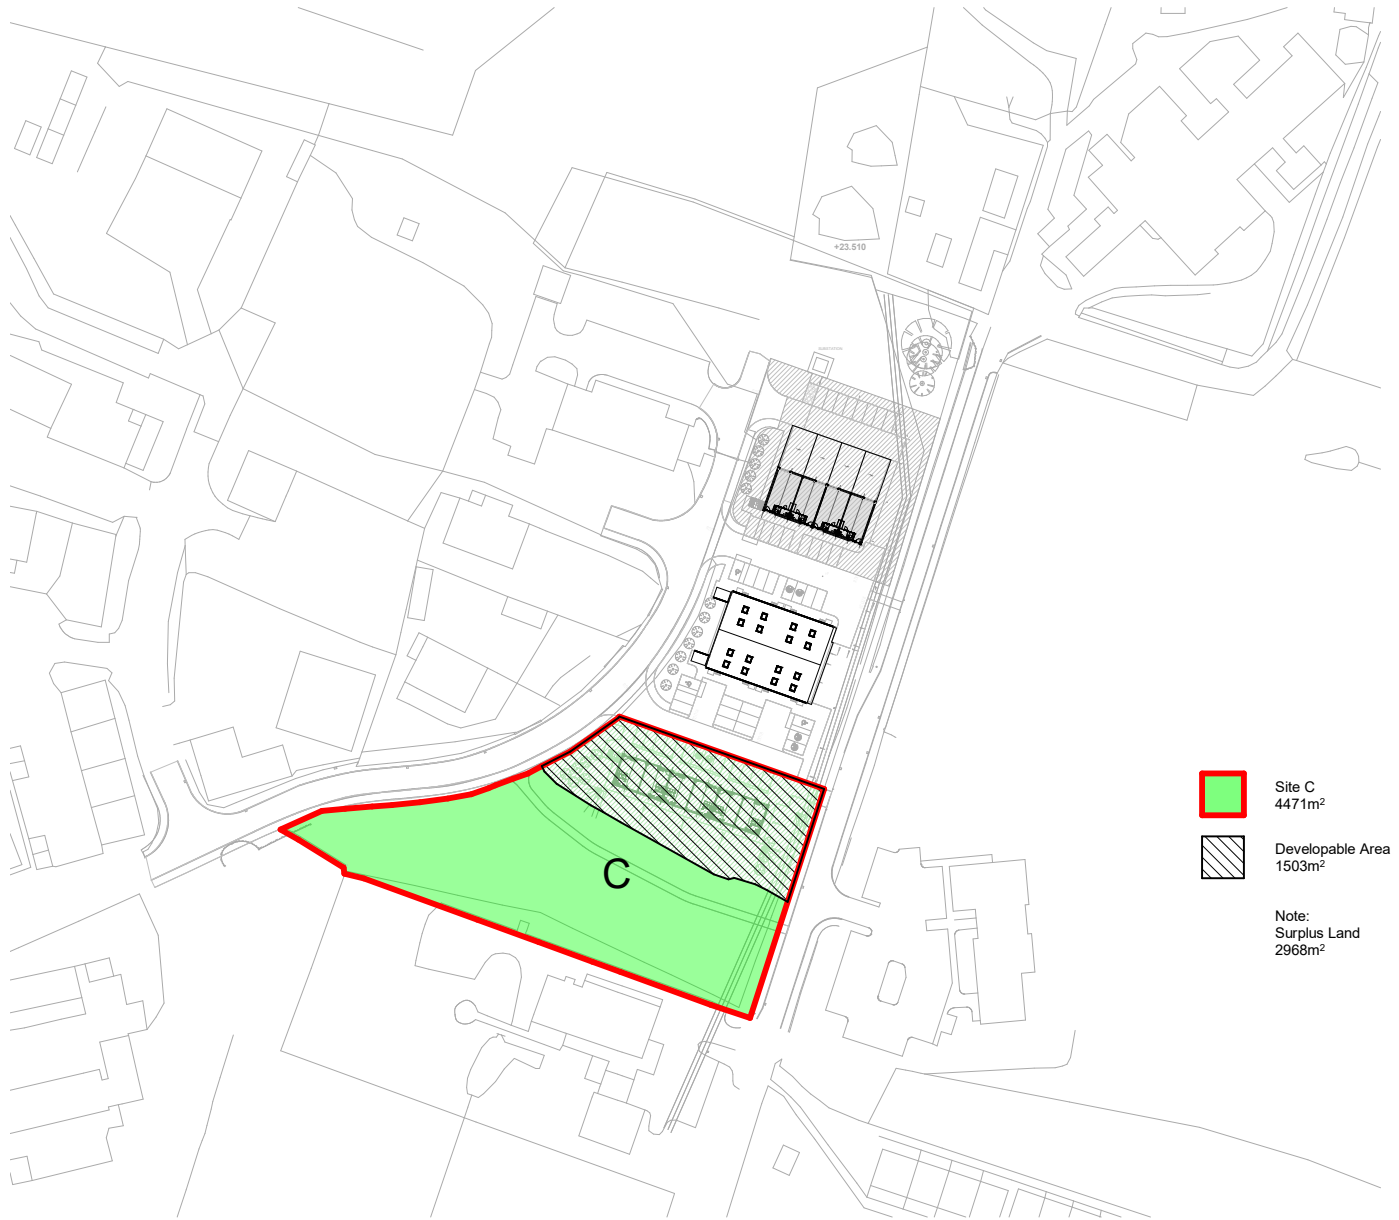 +23.510
C
Site C
4471m²
Developable Area
1503m²
Note:
Surplus Land
2968m²